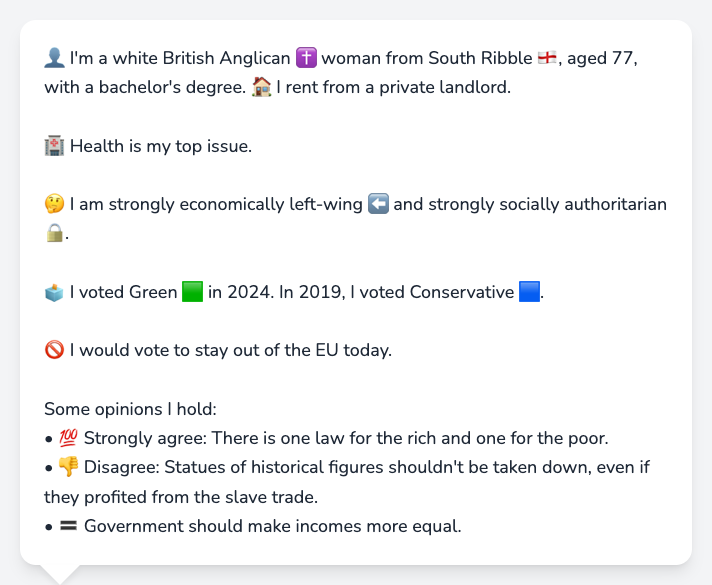 👤 I'm a white British Anglican ✝️ woman from South Ribble 🏴󠁧󠁢󠁥󠁮󠁧󠁿, aged 77,
with a bachelor's degree. 🏠 I rent from a private landlord.
🏥 Health is my top issue.
🤔 I am strongly economically left-wing ⬅️ and strongly socially authoritarian
🔒.
🗳️ I voted Green 🟩 in 2024. In 2019, I voted Conservative 🟦.
🚫 I would vote to stay out of the EU today.
Some opinions I hold:
• 💯 Strongly agree: There is one law for the rich and one for the poor.
• 👎 Disagree: Statues of historical figures shouldn't be taken down, even if
they profited from the slave trade.
• 🟰 Government should make incomes more equal.